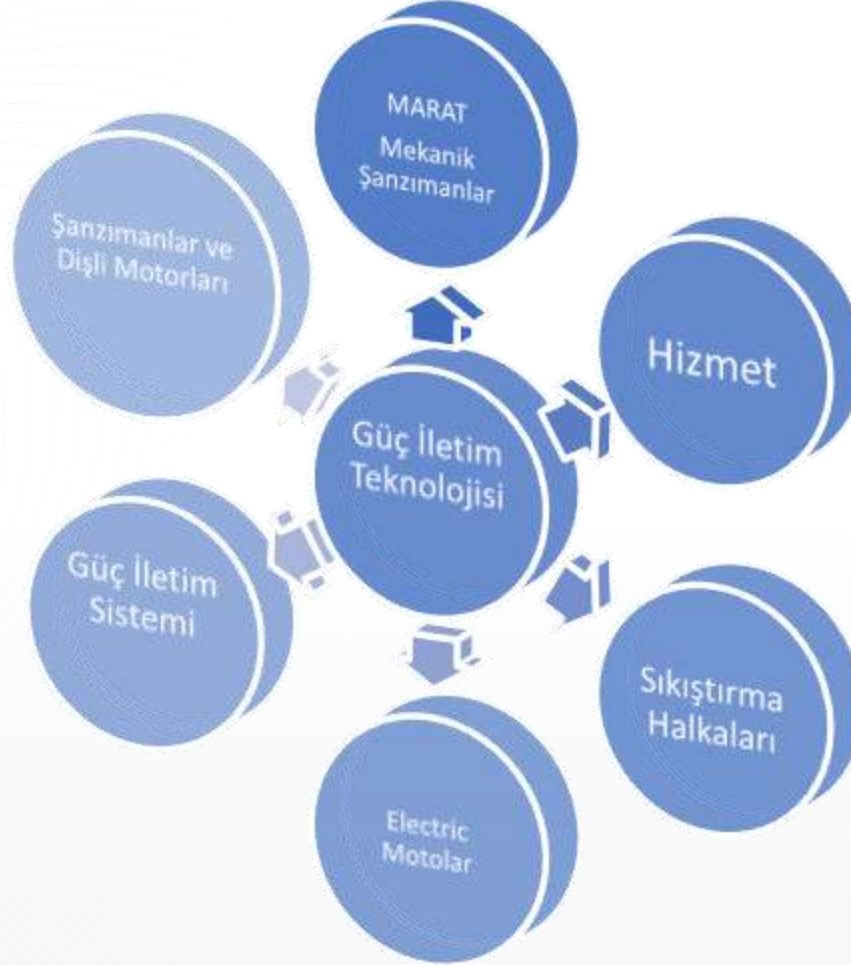 MARAT
Mekanik
Şanzımanlar
Şanzımanlar ve
Dişli Motorları
Hizmet
Güç İletim
Teknolojisi
Güç İletim
Sistemi
Sıkıştırma
Halkaları
Electric
Motolar